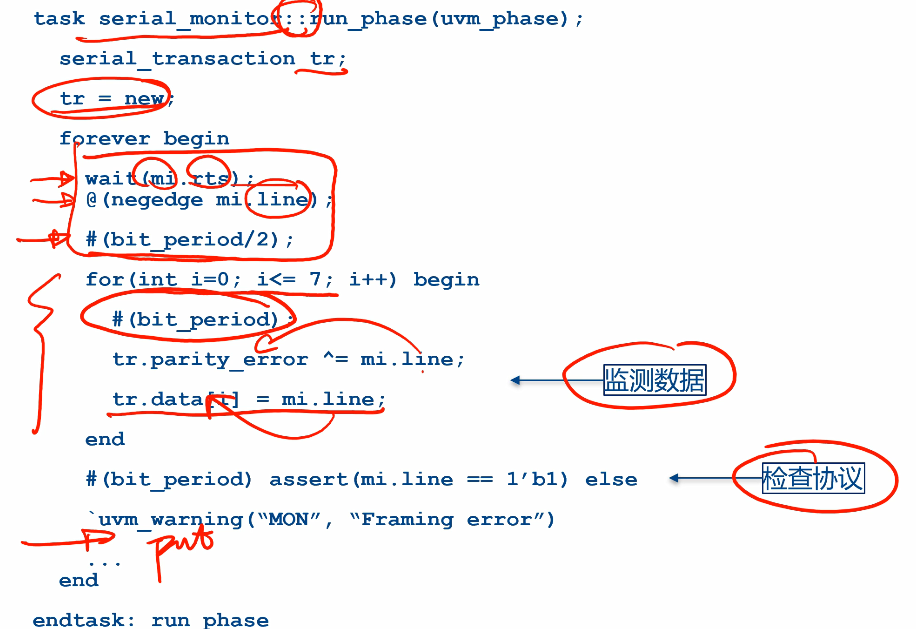 task serial_monitor::run_phase(uvm_phase);
serial_transaction tr;
tr = new;
forever begin
wait(mi.rts);
@(negedge mi.line);
#(bit_period/2);
for(int i=0; i<= 7; i++) begin
#(bit_period);
tr.parity_error ^= mi.line;
监测数据
tr.data[i] = mi.line;
end
#(bit_period) assert(mi.line == 1’b1) else
检查协议
`uvm_warning(“MON”, “Framing error”)
put
...
end
endtask: run phase